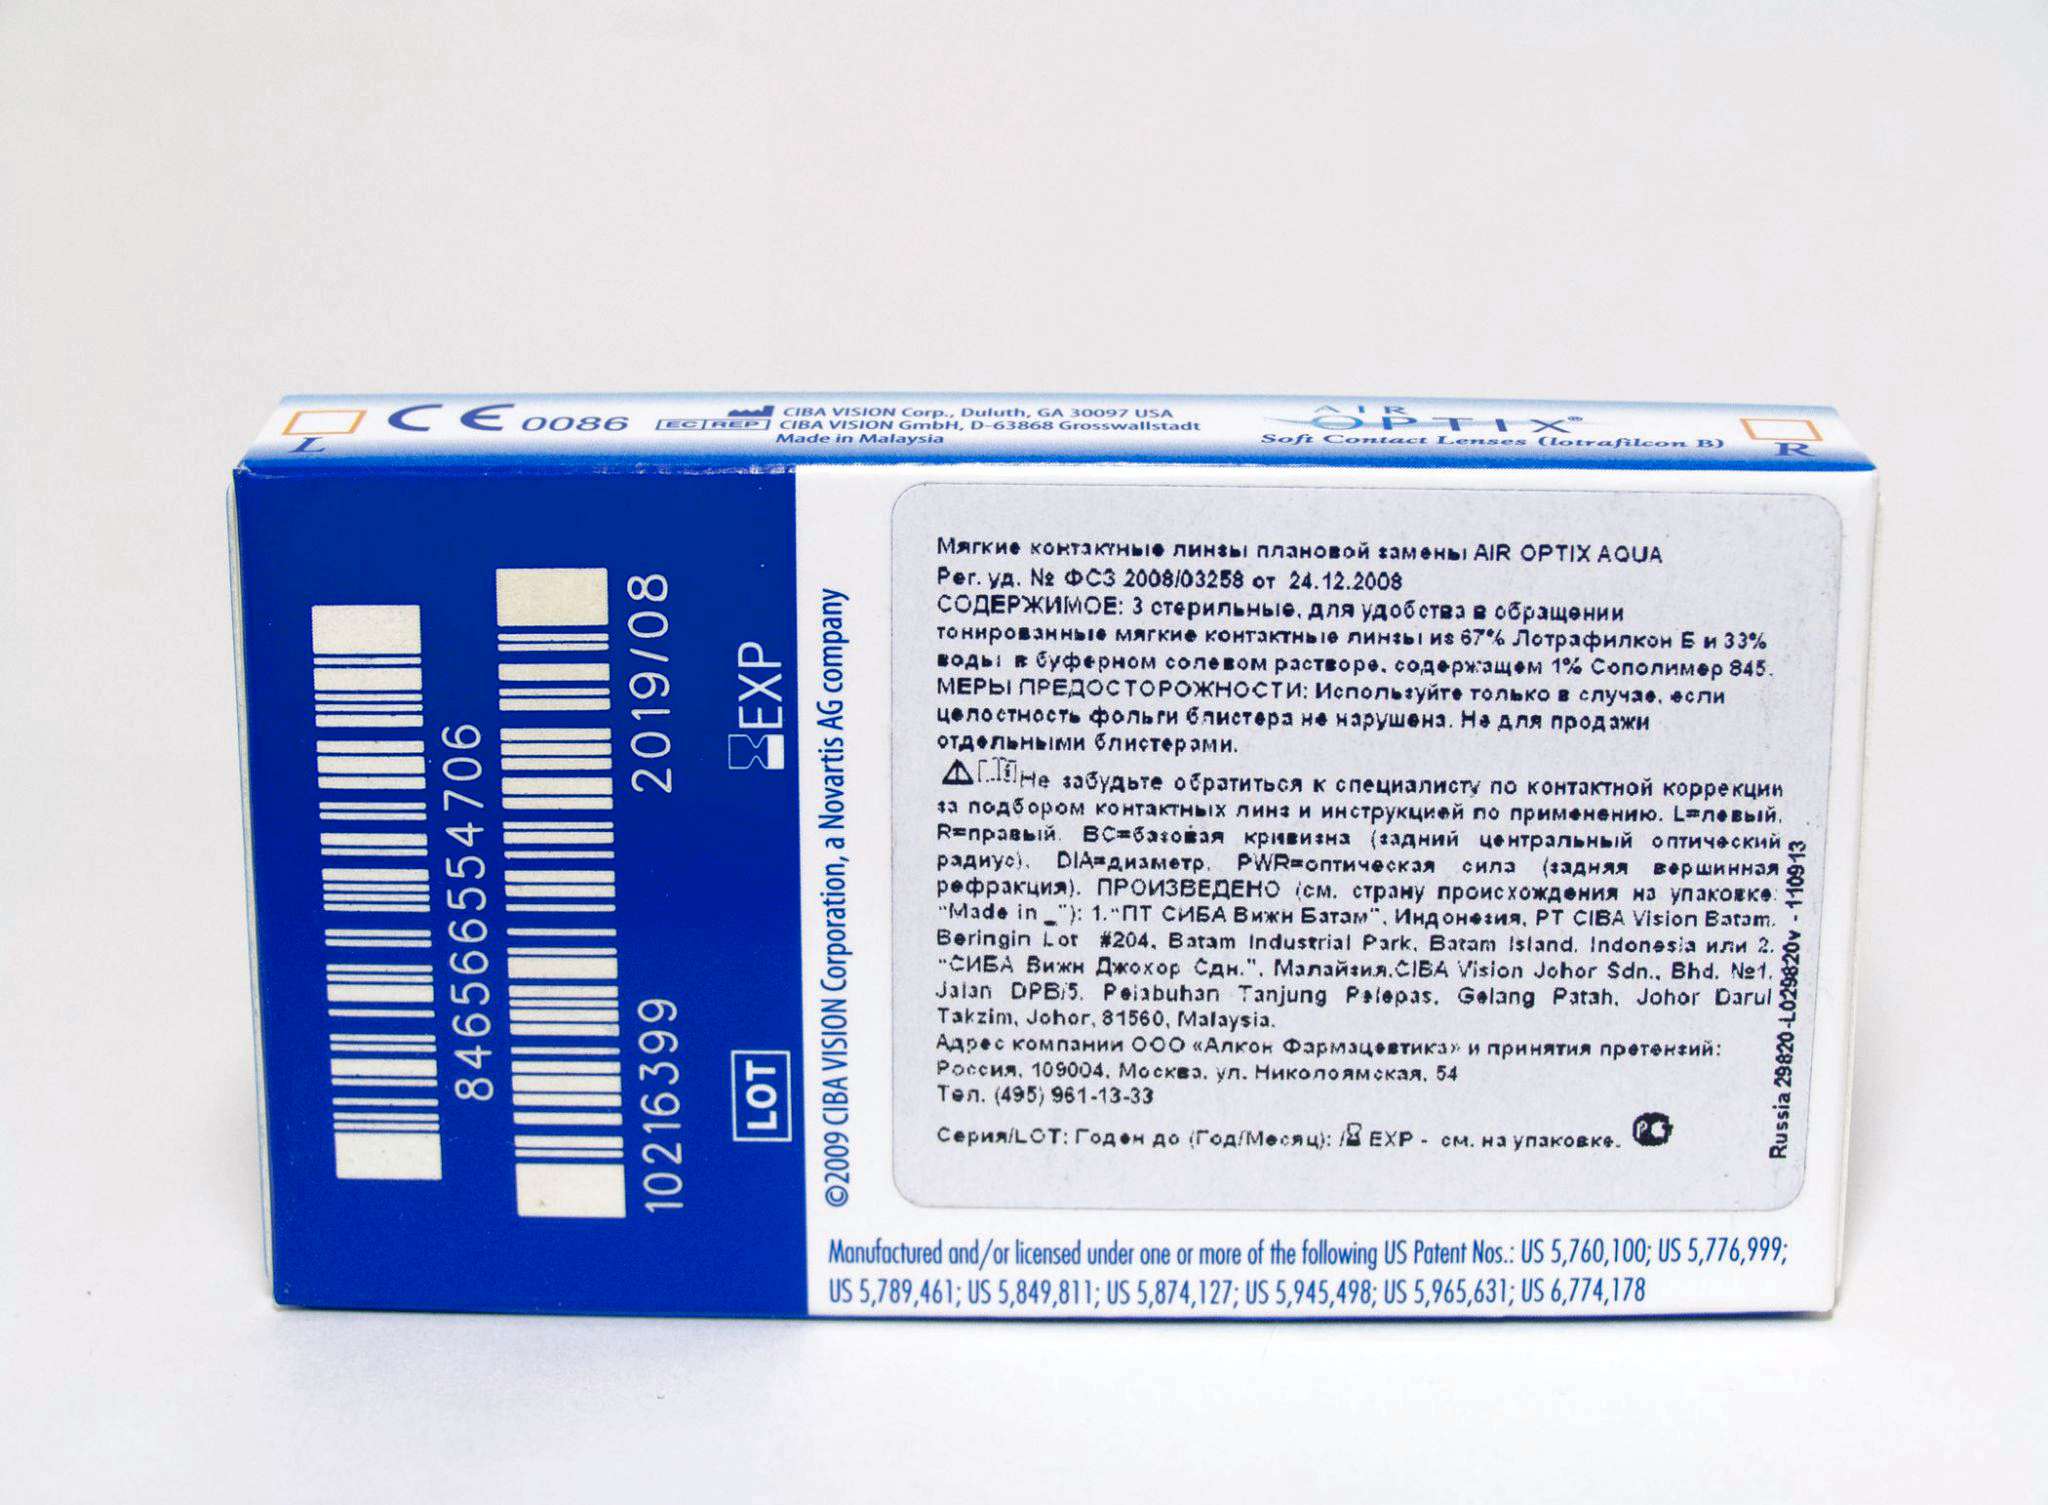 L
CE 0086
EC REP
CIBA VISION Corp., Duluth, GA 30097 USA
CIBA VISION GmbH, D-63868 Grosswallstadt
Made in Malaysia
AIR
OPTIX®
Soft Contact Lenses (lotrafilcon B)
R
84656655 4706
2019/08
10216399
EXP
LOT
©2009 CIBA VISION Corporation, a Novartis AG company
Мягкие контактные линзы плановой замены AIR OPTIX AQUA
Рег. уд. № ФСЗ 2008/03258 от 24.12.2008
СОДЕРЖИМОЕ: 3 стерильные, для удобства в обращении
тонированные мягкие контактные линзы из 67% Лотрафилкон Б и 33%
воды в буферном солевом растворе, содержащем 1% Сополимер 845.
МЕРЫ ПРЕДОСТОРОЖНОСТИ: Используйте только в случае, если
целостность фольги блистера не нарушена. Не для продажи
отдельными блистерами.
Не забудьте обратиться к специалисту по контактной коррекции
за подбором контактных линз и инструкцией по применению. L=левый,
R=правый. BC=базовая кривизна (задний центральный оптический
радиус), DIA=диаметр, PWR=оптическая сила (задняя вершинная
рефракция). ПРОИЗВЕДЕНО (см. страну происхождения на упаковке:
"Made in _"): 1."ПТ СИБА Вижн Батам", Индонезия, PT CIBA Vision Batam,
Beringin Lot #204, Batam Industrial Park, Batam Island, Indonesia или 2.
"СИБА Вижн Джохор Сдн.", Малайзия,CIBA Vision Johor Sdn., Bhd. №1,
Jalan DPB/5, Pelabuhan Tanjung Pelepas, Gelang Patah, Johor Darul
Takzim, Johor, 81560, Malaysia.
Адрес компании ООО «Алкон Фармацевтика» и принятия претензий:
Россия, 109004, Москва, ул. Николоямская, 54
Тел. (495) 961-13-33
Серия/LOT: Годен до (Год/Месяц): / EXP - см. на упаковке.
Russia 29820-L029820v - 110913
Manufactured and/or licensed under one or more of the following US Patent Nos.: US 5,760,100; US 5,776,999;
US 5,789,461; US 5,849,811; US 5,874,127; US 5,945,498; US 5,965,631; US 6,774,178